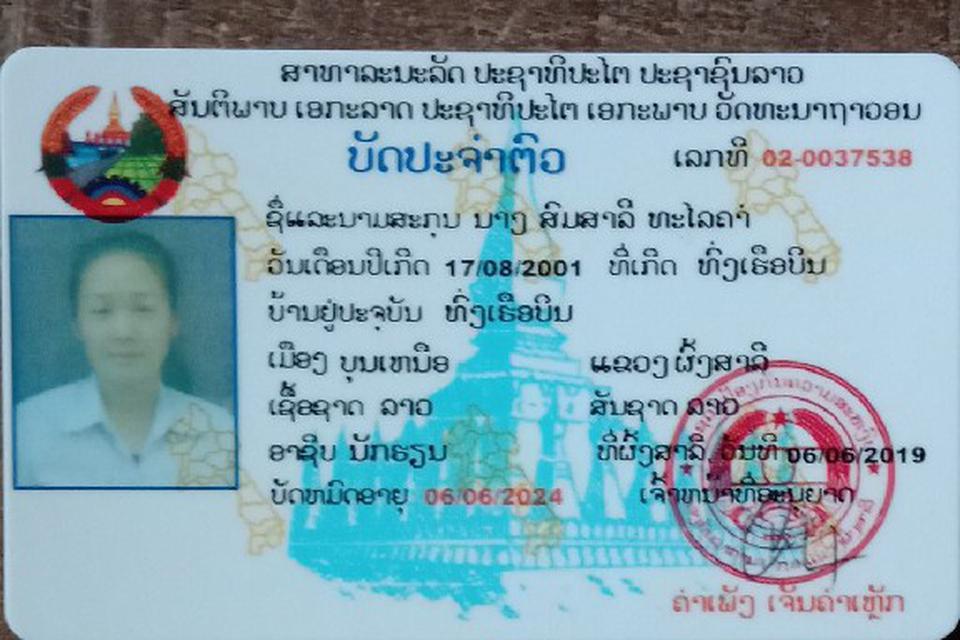 ສາທາລະນະລັດ ປະຊາທິປະໄຕ ປະຊາຊົນລາວ
ສັນຕິພາບ ເອກະລາດ ປະຊາທິປະໄຕ ເອກະພາບ ວັດທະນາຖາວອນ
ບັດປະຈຳຕົວ ເລກທີ 02-0037538
ຊື່ແລະນາມສະກຸນ ນາງ ສົມສາລີ ທະໄລຄຳ
ວັນເດືອນປີເກີດ 17/08/2001 ທີ່ເກີດ ທົ່ງເຮືອບິນ
ບ້ານຢູ່ປະຈຸບັນ ທົ່ງເຮືອບິນ
ເມືອງ ບຸນເຫນືອ ແຂວງ ຜົ້ງສາລີ
ເຊື້ອຊາດ ລາວ ສັນຊາດ ລາວ
ອາຊີບ ນັກຮຽນ ທີ່ຜົ້ງສາລີ, ວັນທີ 06/06/2019
ບັດຫມົດອາຍຸ 06/06/2024 ເຈົ້າຫນ້າທີ່ອະນຸຍາດ
ຄຳເພັງ ເຈັນຄຳເຫຼັກ